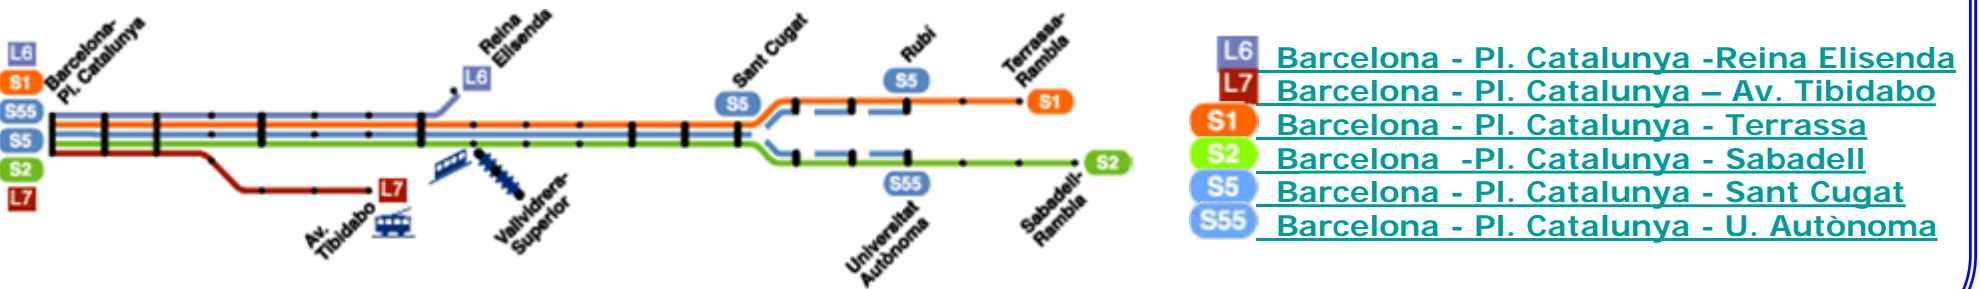 L6
S1
S55
S5
S2
L7
Barcelona-
Pl. Catalunya
Reina
Elisenda
L6
Av.
Tibidabo
L7
Vallvidrera-
Superior
Sant Cugat
S5
Rubí
S5
Terrassa-
Rambla
S1
S55
Universitat
Autònoma
Sabadell-
Rambla
S2
L6 Barcelona - Pl. Catalunya -Reina Elisenda
L7 Barcelona - Pl. Catalunya – Av. Tibidabo
S1 Barcelona - Pl. Catalunya - Terrassa
S2 Barcelona -Pl. Catalunya - Sabadell
S5 Barcelona - Pl. Catalunya - Sant Cugat
S55 Barcelona - Pl. Catalunya - U. Autònoma